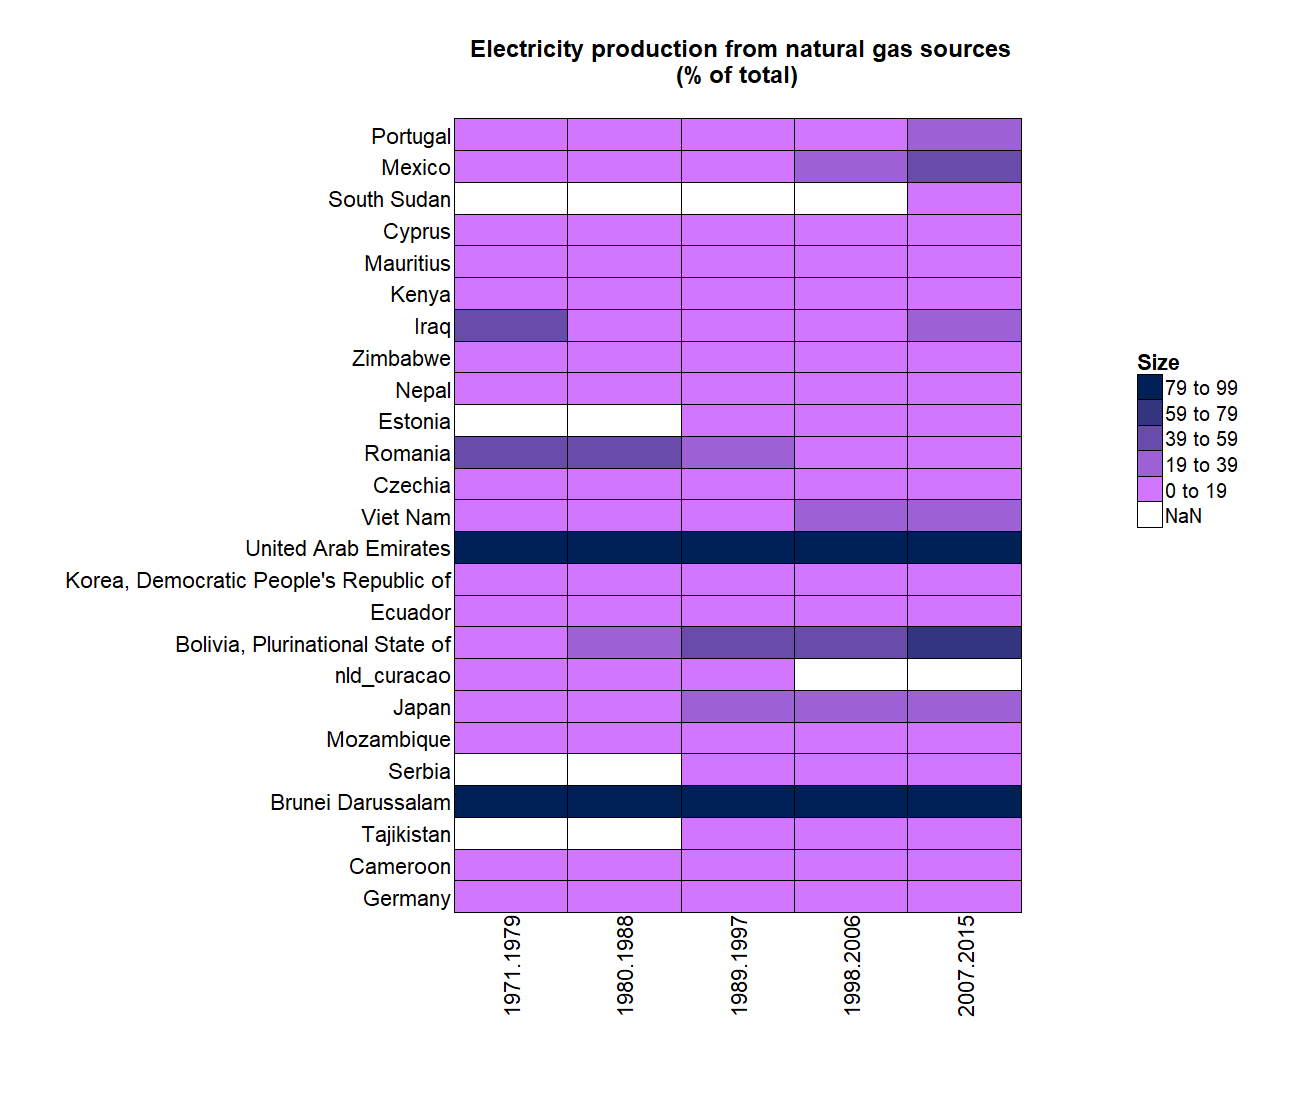 Electricity production from natural gas sources
(% of total)
Portugal
Mexico
South Sudan
Cyprus
Mauritius
Kenya
Iraq
Zimbabwe
Nepal
Estonia
Romania
Czechia
Viet Nam
United Arab Emirates
Korea, Democratic People's Republic of
Ecuador
Bolivia, Plurinational State of
nld_curacao
Japan
Mozambique
Serbia
Brunei Darussalam
Tajikistan
Cameroon
Germany
1971.1979
1980.1988
1989.1997
1998.2006
2007.2015
Size
79 to 99
59 to 79
39 to 59
19 to 39
0 to 19
NaN